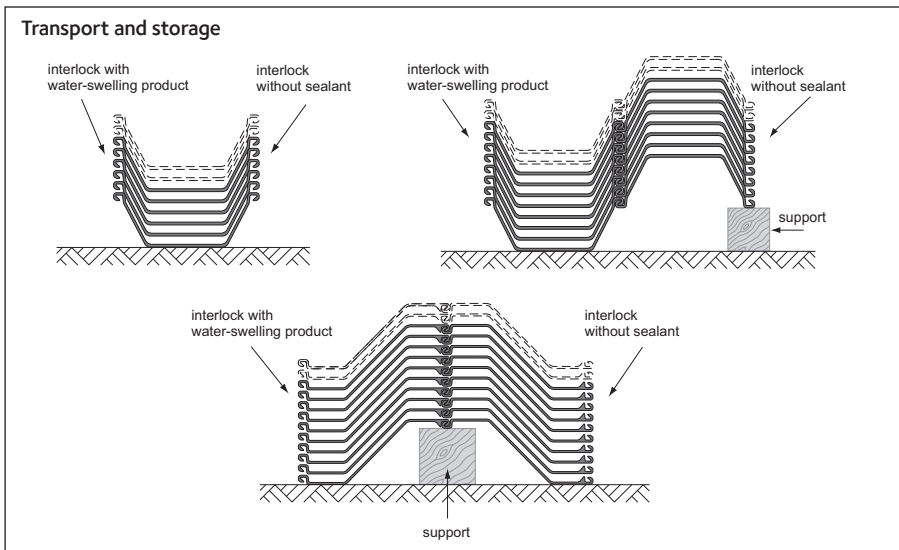 Transport and storage
interlock with
water-swelling product
interlock
without sealant
interlock with
water-swelling product
interlock
without sealant
support
interlock with
water-swelling product
interlock
without sealant
support